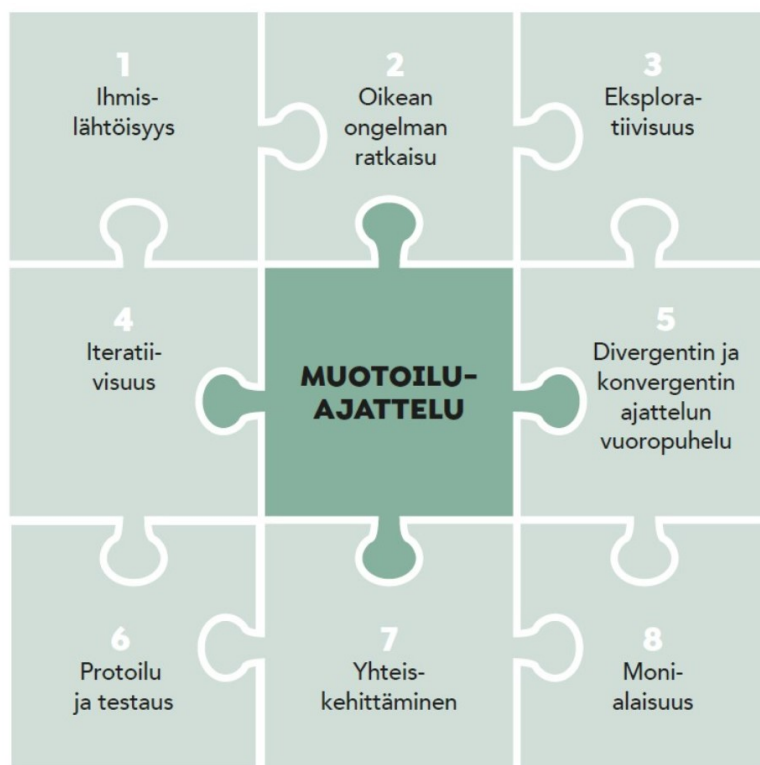 1
Ihmis-
lähtöisyys
2
Oikean
ongelman
ratkaisu
3
Eksplora-
tiivisuus
4
Iteratii-
visuus
MUOTOILU-
AJATTELU
5
Divergentin ja
konvergentin
ajattelun
vuoropuhelu
6
Protoilu
ja testaus
7
Yhteis-
kehittäminen
8
Moni-
alaisuus